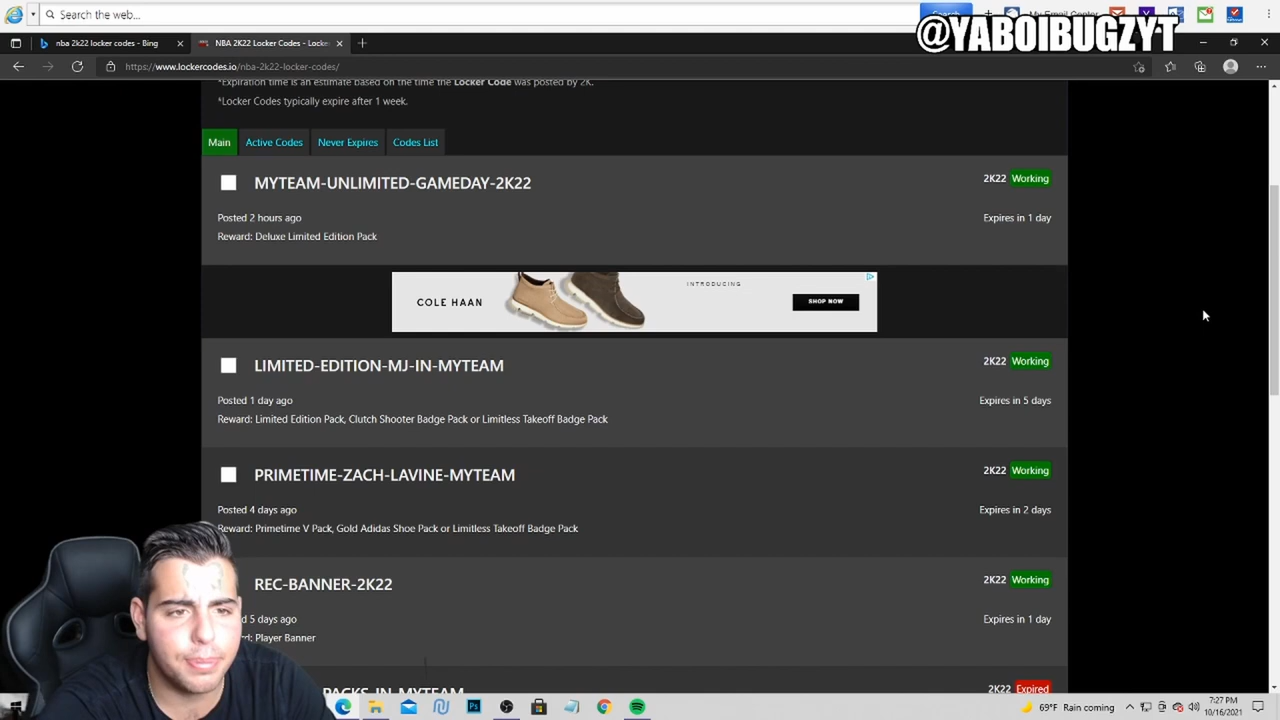 Search the web...
Search
My Email Center
@YABOIBUGZYT
nba 2k22 locker codes - Bing
NBA 2K22 Locker Codes - Locke
https://www.lockercodes.io/nba-2k22-locker-codes/
*Expiration time is an estimate based on the time the Locker Code was posted by 2K.
*Locker Codes typically expire after 1 week.
Main
Active Codes
Never Expires
Codes List
MYTEAM-UNLIMITED-GAMEDAY-2K22
2K22 Working
Posted 2 hours ago
Expires in 1 day
Reward: Deluxe Limited Edition Pack
COLE HAAN
INTRODUCING
SHOP NOW
LIMITED-EDITION-MJ-IN-MYTEAM
2K22 Working
Posted 1 day ago
Expires in 5 days
Reward: Limited Edition Pack, Clutch Shooter Badge Pack or Limitless Takeoff Badge Pack
PRIMETIME-ZACH-LAVINE-MYTEAM
2K22 Working
Posted 4 days ago
Expires in 2 days
Reward: Primetime V Pack, Gold Adidas Shoe Pack or Limitless Takeoff Badge Pack
REC-BANNER-2K22
2K22 Working
d 5 days ago
Expires in 1 day
d: Player Banner
PACKS-IN-MYTEAM
2K22 Expired
69°F Rain coming
7:27 PM
10/16/2021